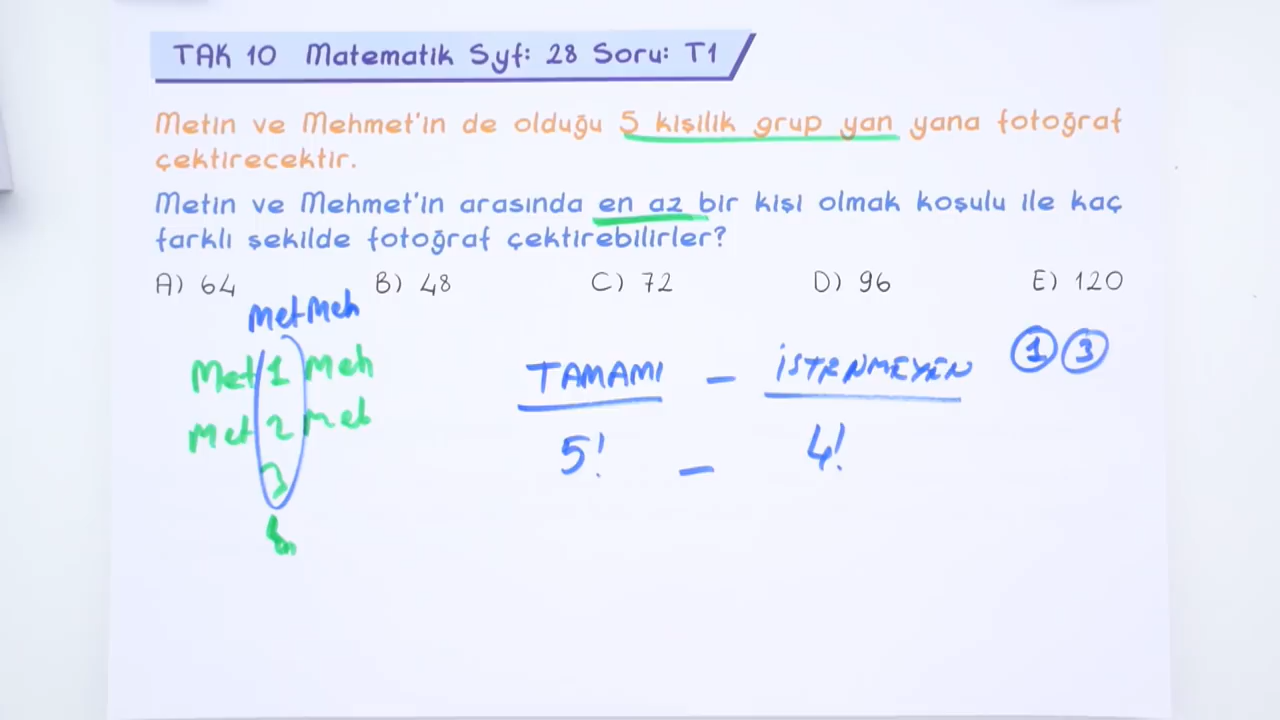 TAK 10 Matematik Syf: 28 Soru: T1
Metin ve Mehmet'in de olduğu 5 kişilik grup yan yana fotoğraf
çektirecektir.
Metin ve Mehmet'in arasında en az bir kişi olmak koşulu ile kaç
farklı şekilde fotoğraf çektirebilirler?
A) 64 B) 48 C) 72 D) 96 E) 120
Met Meh
Met 1 Meh
Met 2 Meh
3
TAMAMI - İSTENMEYEN 1 3
5! - 4!